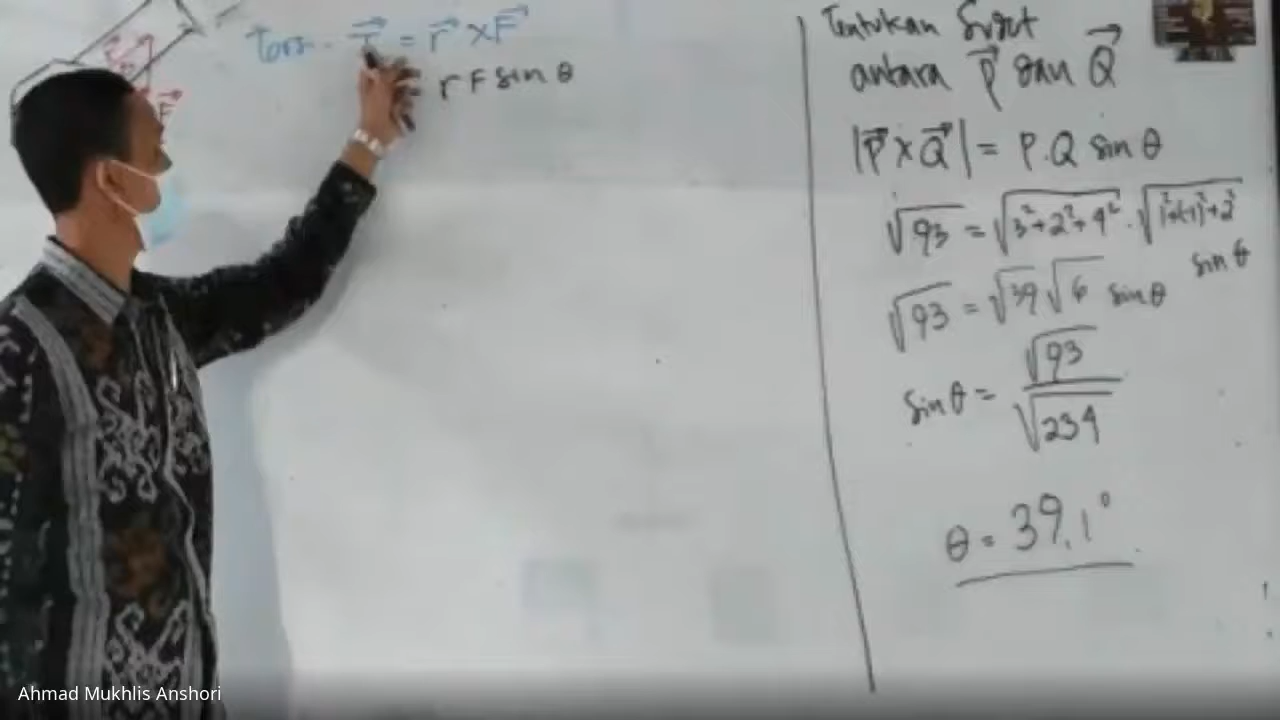 Torsi. τ⃗ = r⃗ × F⃗
r F sin θ
F⃗
Tentukan Sudut
antara P⃗ dan Q⃗
|P⃗ × Q⃗| = P.Q sin θ
√93 = √3²+2²+4² . √1²+(-1)²+2²
sin θ
√93 = √39 √6 sin θ
sin θ = √93 / √234
θ = 39,1°
Ahmad Mukhlis Anshori